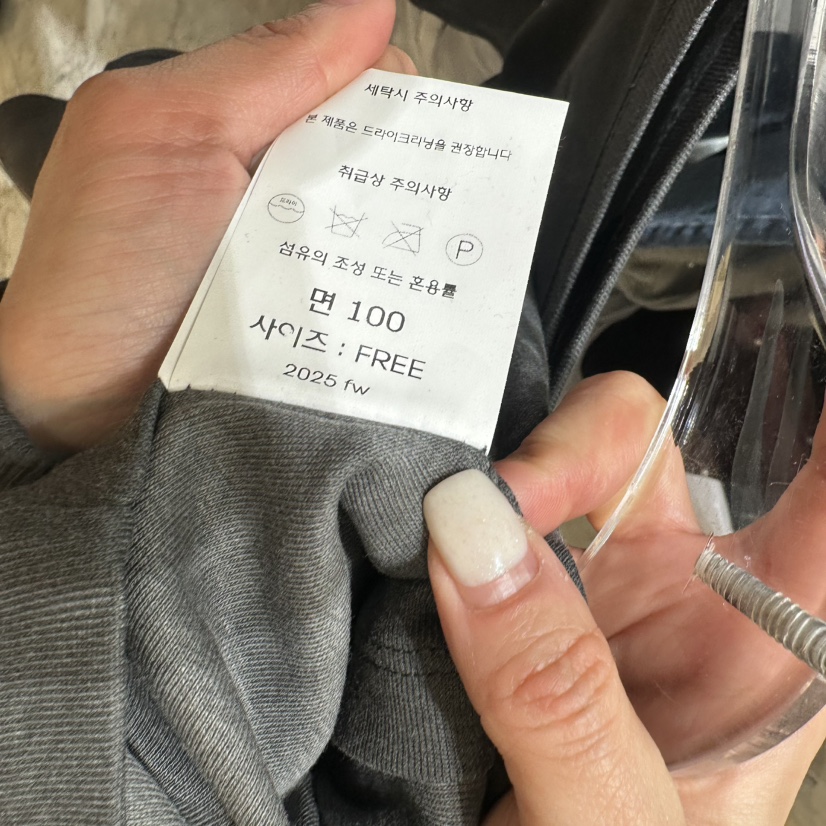 세탁시 주의사항
본 제품은 드라이크리닝을 권장합니다
취급상 주의사항
드라이 P
섬유의 조성 또는 혼용률
면 100
사이즈 : FREE
2025 fw